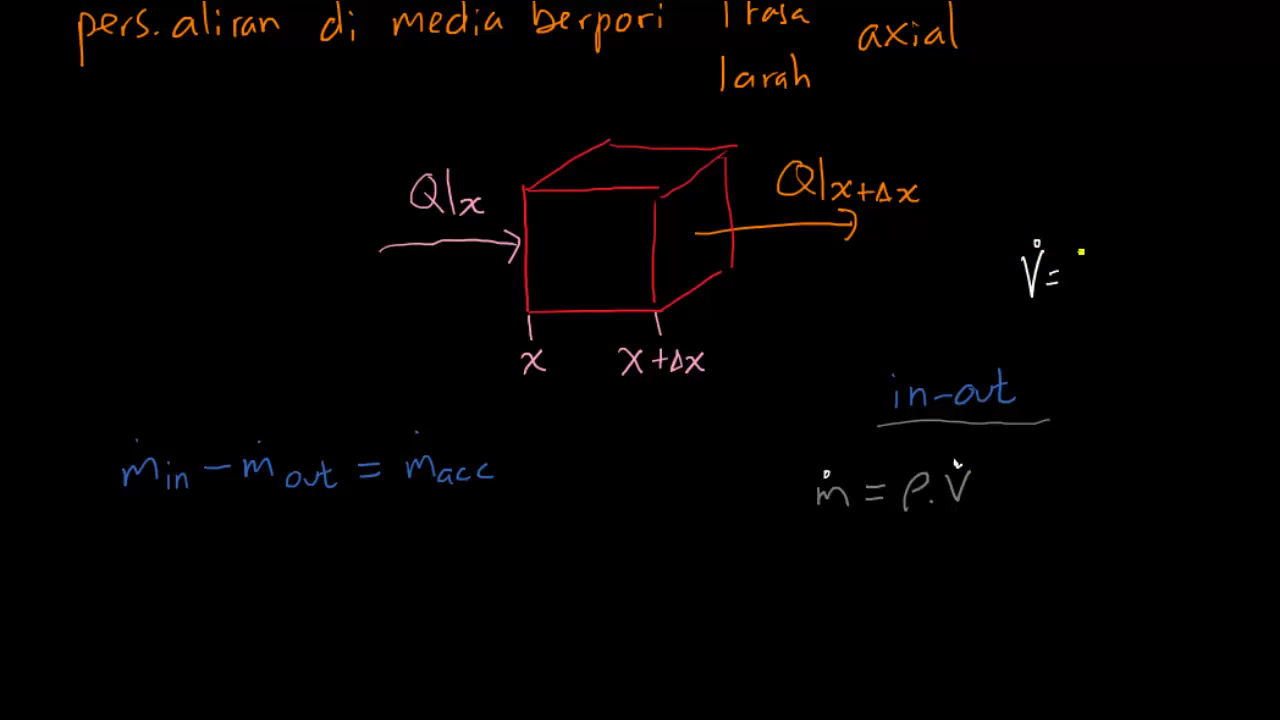 pers. aliran di media berpori 1 fasa axial
1 arah
Q|x
Q|x+Δx
V̇ =
x
x+Δx
in-out
ṁin - ṁout = ṁacc
ṁ = ρ.V̇